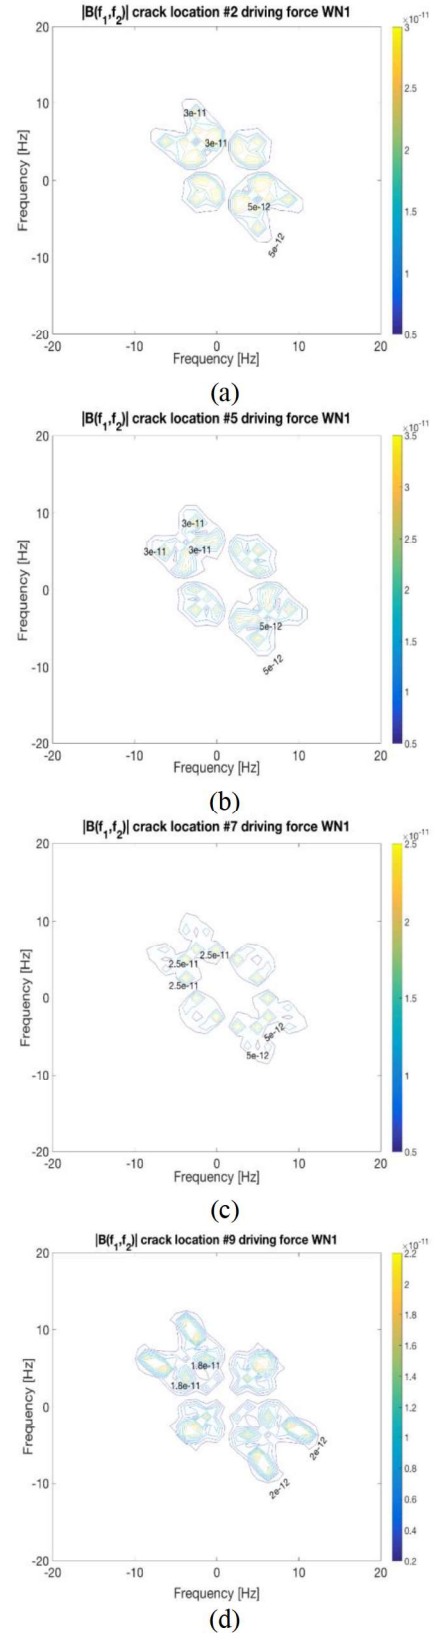 |B(f1,f2)| crack location #2 driving force WN1
×10-11
20
3
10
3e-11
2.5
3e-11
Frequency [Hz]
2
0
5e-12
1.5
-10
5e-12
1
-20
0.5
-20 -10 0 10 20
Frequency [Hz]
(a)
|B(f1,f2)| crack location #5 driving force WN1
×10-11
20
3.5
3
10
3e-11
3e-11 3e-11
2.5
Frequency [Hz]
0
2
5e-12
1.5
-10
5e-12
1
-20
0.5
-20 -10 0 10 20
Frequency [Hz]
(b)
|B(f1,f2)| crack location #7 driving force WN1
×10-11
20
2.5
10
2
2.5e-11
2.5e-11
2.5e-11
Frequency [Hz]
0
1.5
5e-12
5e-12
-10
1
-20
0.5
-20 -10 0 10 20
Frequency [Hz]
(c)
|B(f1,f2)| crack location #9 driving force WN1
×10-11
20
2.2
2
1.8
10
1.6
1.8e-11
1.8e-11
1.4
Frequency [Hz]
0
1.2
1
2e-12
0.8
-10
2e-12
0.6
0.4
-20
0.2
-20 -10 0 10 20
Frequency [Hz]
(d)